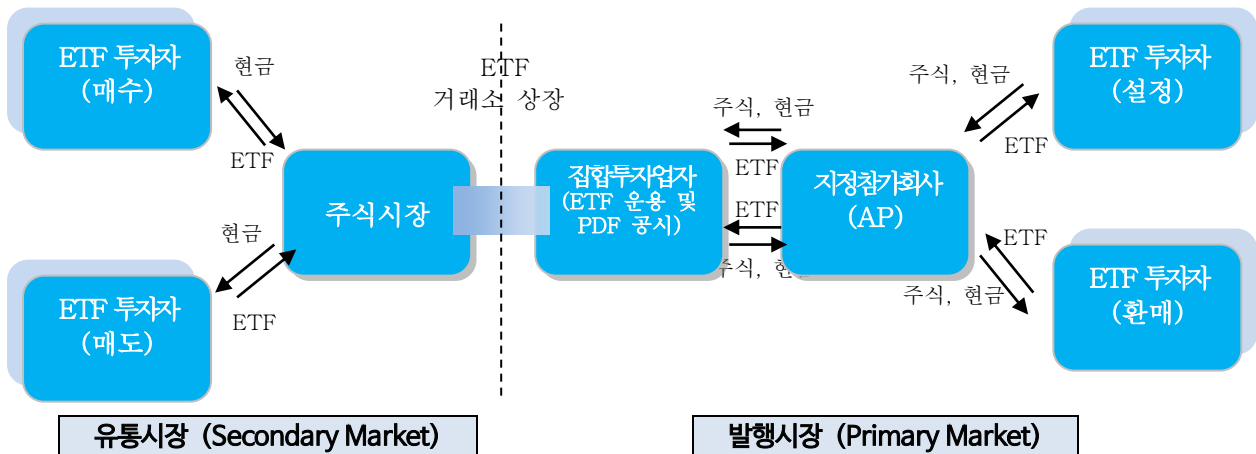 ETF 투자자
(매수)
현금
ETF
주식시장
현금
ETF
ETF 투자자
(매도)
ETF
거래소 상장
집합투자업자
(ETF 운용 및
PDF 공시)
주식, 현금
ETF
ETF
주식, 현금
지정참가회사
(AP)
주식, 현금
ETF
ETF 투자자
(설정)
ETF
주식, 현금
ETF 투자자
(환매)
유통시장 (Secondary Market)
발행시장 (Primary Market)